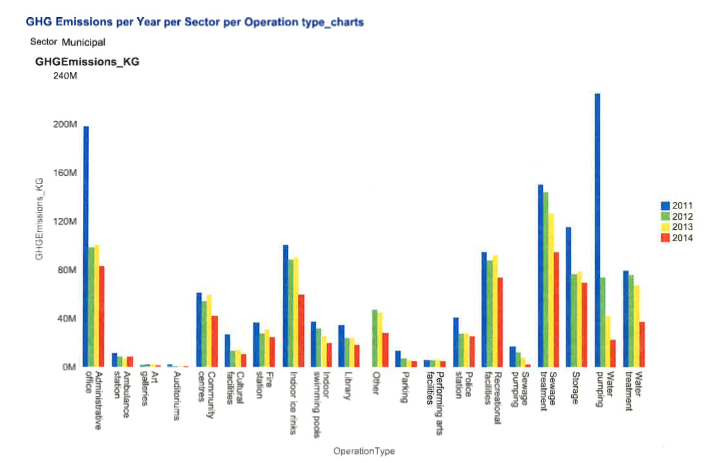 GHG Emissions per Year per Sector per Operation type_charts
Sector Municipal
GHGEmissions_KG
240M
200M
160M
120M
80M
40M
0M
GHGEmissions_KG
2011
2012
2013
2014
Administrative
office
Ambulance
station
Art
galleries
Auditoriums
Community
centres
Cultural
facilities
Fire
station
Indoor ice rinks
Indoor
swimming pools
Library
Other
Parking
Performing arts
facilities
Police
station
Recreational
facilities
Sewage
pumping
Sewage
treatment
Storage
Water
pumping
Water
treatment
OperationType